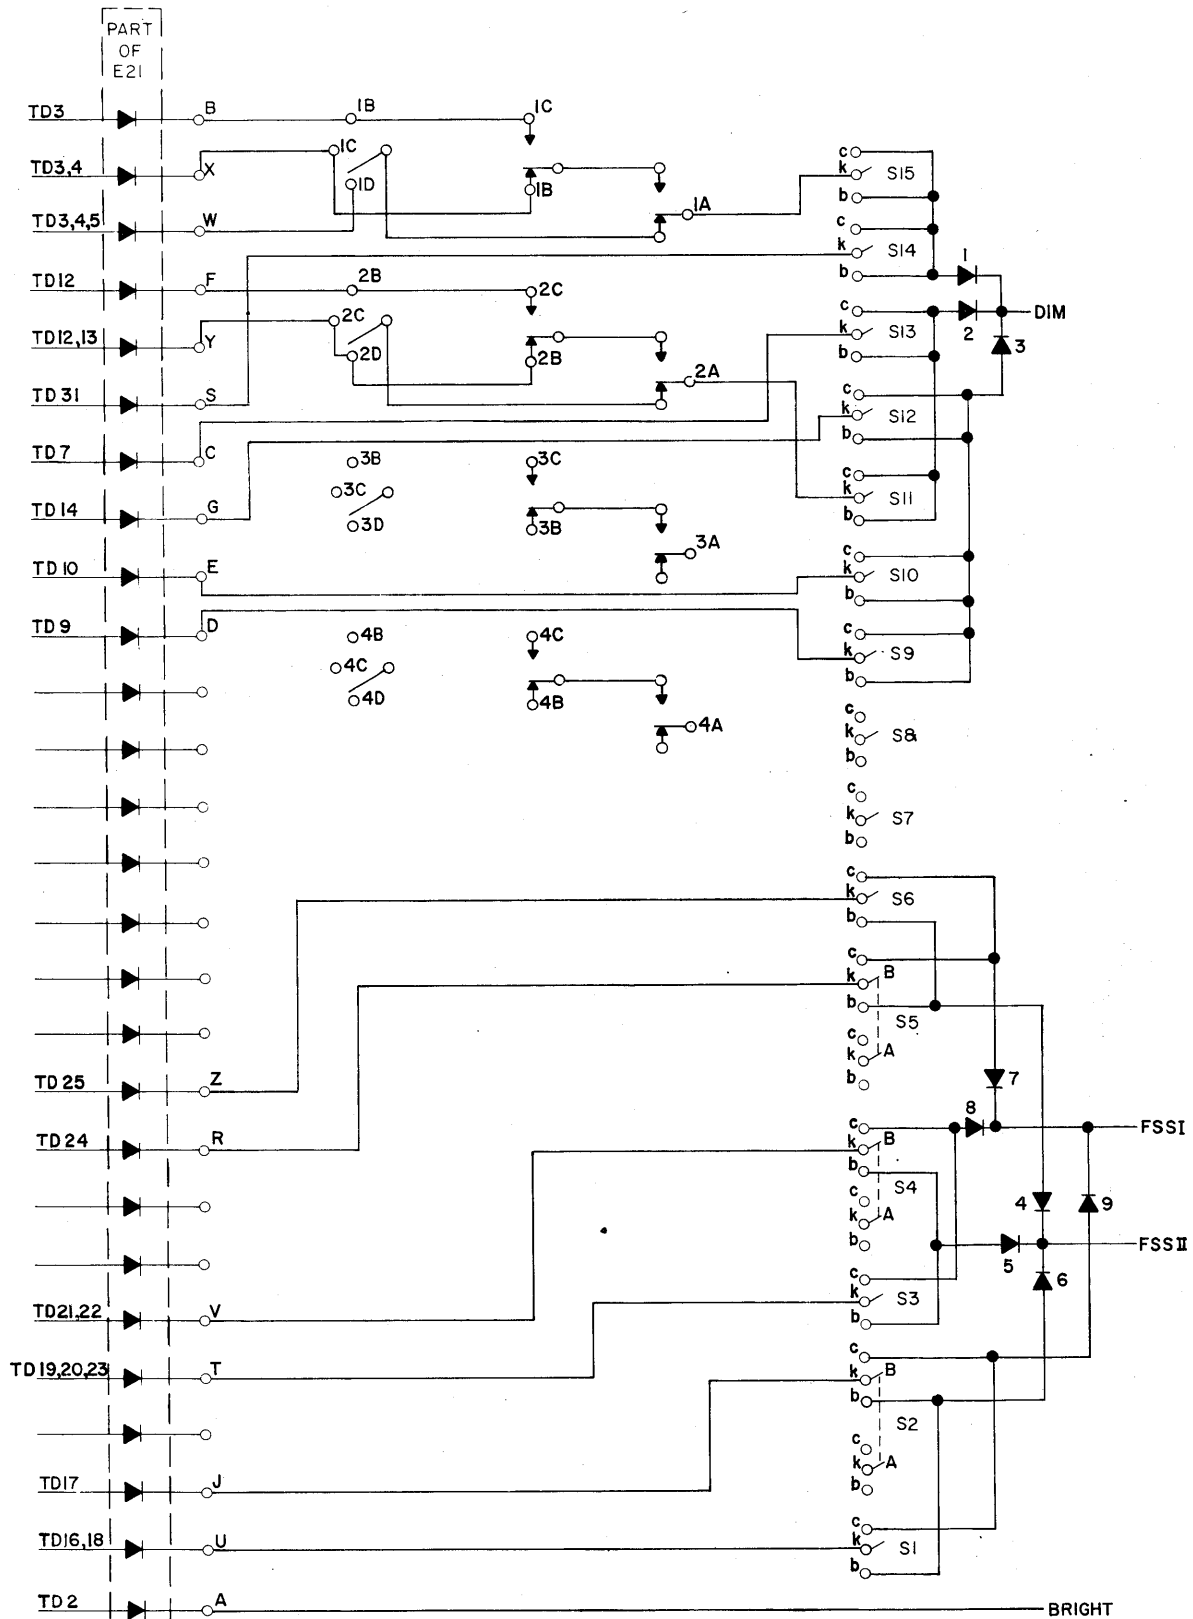 PART
OF
E21
TD3 B 1B 1C
TD3,4 X 1C 1D 1B
TD3,4,5 W 1A
TD12 F 2B 2C
TD12,13 Y 2C 2D 2B
TD31 S 2A
TD7 C 3B 3C
3C
TD14 G 3D 3B
3A
TD10 E
TD9 D 4B 4C
4C
4D 4B
4A
TD25 Z
TD24 R
TD21,22 V
TD19,20,23 T
TD17 J
TD16,18 U
TD2 A BRIGHT
c
k S15
b
c
k S14
b 1
c DIM
k S13 2 3
b
c
k S12
b
c
k S11
b
c
k S10
b
c
k S9
b
c
k S8
b
c
k S7
b
c
k S6
b
c
k B
b S5
c
k A
b 7
8
c FSSI
k B
b S4
c 4 9
k A
b FSSII
5 6
c
k S3
b
c
k B
b S2
c
k A
b
c
k S1
b